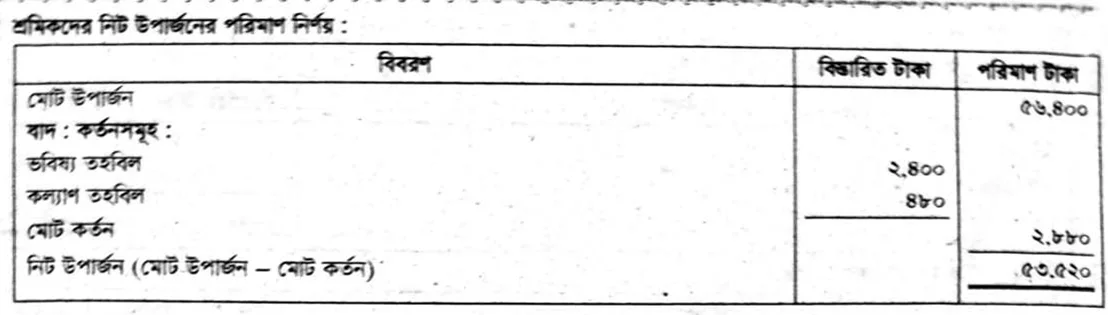 শ্রমিকদের নিট উপার্জনের পরিমাণ নির্ণয় :
বিবরণ বিস্তারিত টাকা পরিমাণ টাকা
মোট উপার্জন ৫৬,৪০০
বাদ : কর্তনসমূহ :
ভবিষ্য তহবিল ২,৪০০
কল্যাণ তহবিল ৪৮০
মোট কর্তন ২,৮৮০
নিট উপার্জন (মোট উপার্জন – মোট কর্তন) ৫৩,৫২০